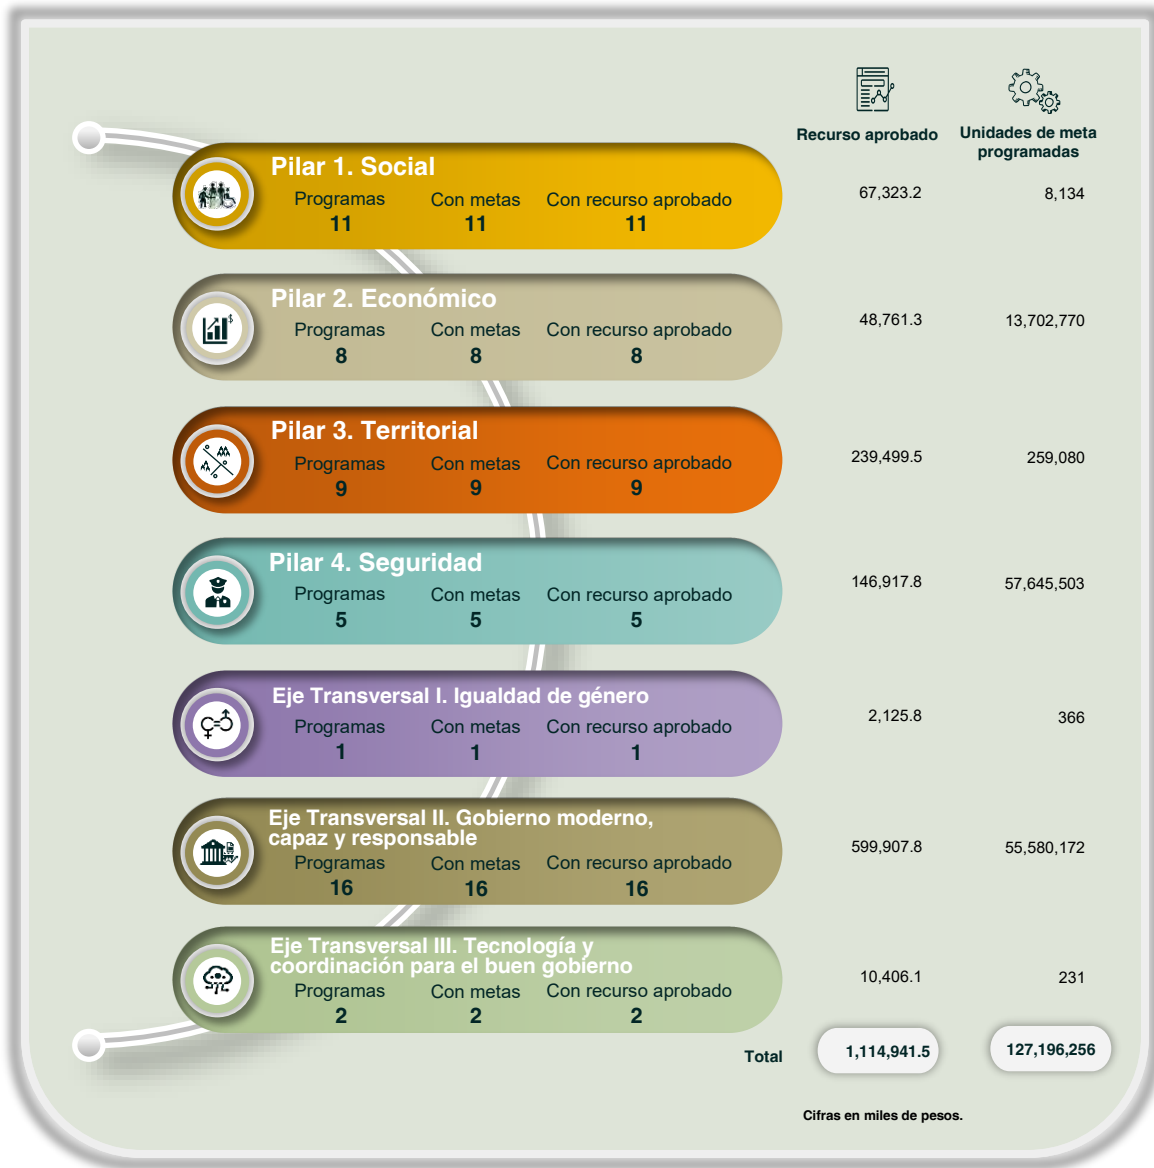 Recurso aprobado
Unidades de meta
programadas
Pilar 1. Social
Programas Con metas Con recurso aprobado
11 11 11
67,323.2 8,134
Pilar 2. Económico
Programas Con metas Con recurso aprobado
8 8 8
48,761.3 13,702,770
Pilar 3. Territorial
Programas Con metas Con recurso aprobado
9 9 9
239,499.5 259,080
Pilar 4. Seguridad
Programas Con metas Con recurso aprobado
5 5 5
146,917.8 57,645,503
Eje Transversal I. Igualdad de género
Programas Con metas Con recurso aprobado
1 1 1
2,125.8 366
Eje Transversal II. Gobierno moderno,
capaz y responsable
Programas Con metas Con recurso aprobado
16 16 16
599,907.8 55,580,172
Eje Transversal III. Tecnología y
coordinación para el buen gobierno
Programas Con metas Con recurso aprobado
2 2 2
10,406.1 231
Total 1,114,941.5 127,196,256
Cifras en miles de pesos.